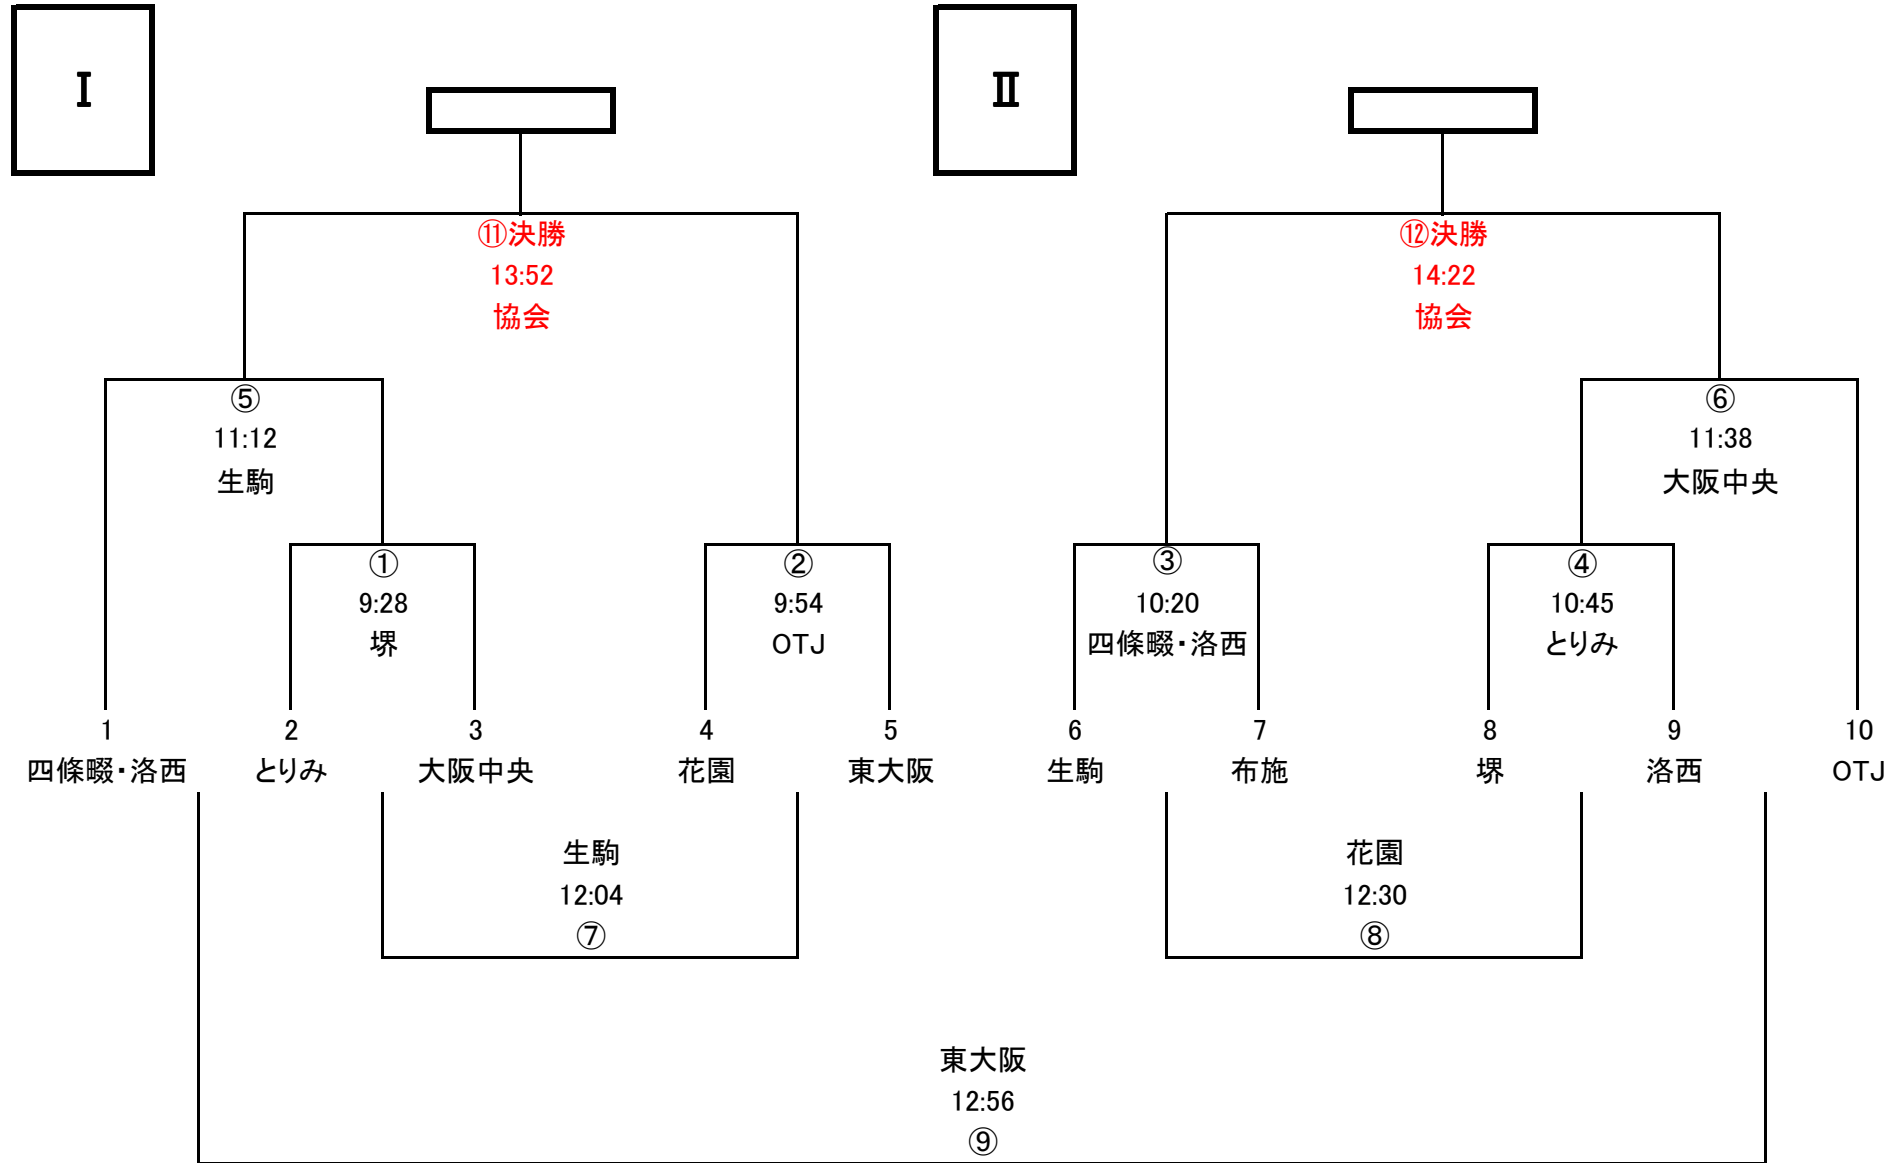 Ⅰ
Ⅱ
⑪決勝
13:52
協会
⑫決勝
14:22
協会
⑤
11:12
生駒
⑥
11:38
大阪中央
①
9:28
堺
②
9:54
OTJ
③
10:20
四條畷・洛西
④
10:45
とりみ
1
2
3
4
5
6
7
8
9
10
四條畷・洛西
とりみ
大阪中央
花園
東大阪
生駒
布施
堺
洛西
OTJ
生駒
12:04
⑦
花園
12:30
⑧
東大阪
12:56
⑨